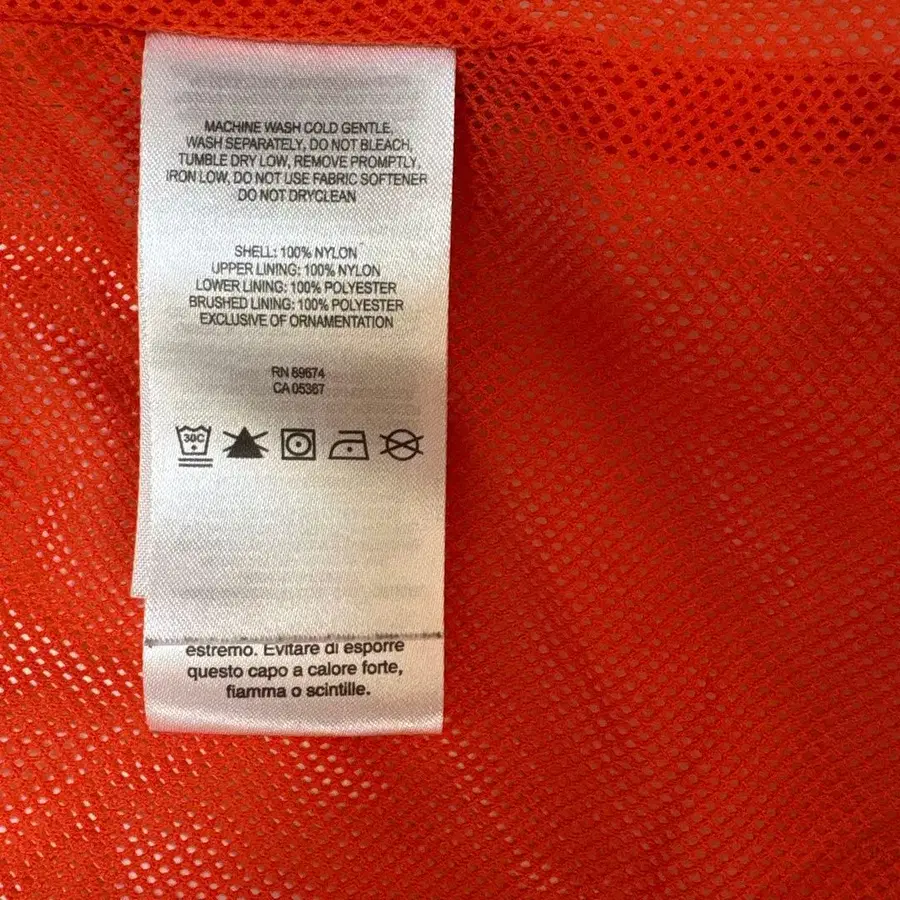 MACHINE WASH COLD GENTLE,
WASH SEPARATELY, DO NOT BLEACH,
TUMBLE DRY LOW, REMOVE PROMPTLY,
IRON LOW, DO NOT USE FABRIC SOFTENER
DO NOT DRYCLEAN
SHELL: 100% NYLON
UPPER LINING: 100% NYLON
LOWER LINING: 100% POLYESTER
BRUSHED LINING: 100% POLYESTER
EXCLUSIVE OF ORNAMENTATION
RN 89674
CA 05367
30C
estremo. Evitare di esporre
questo capo a calore forte,
fiamma o scintille.